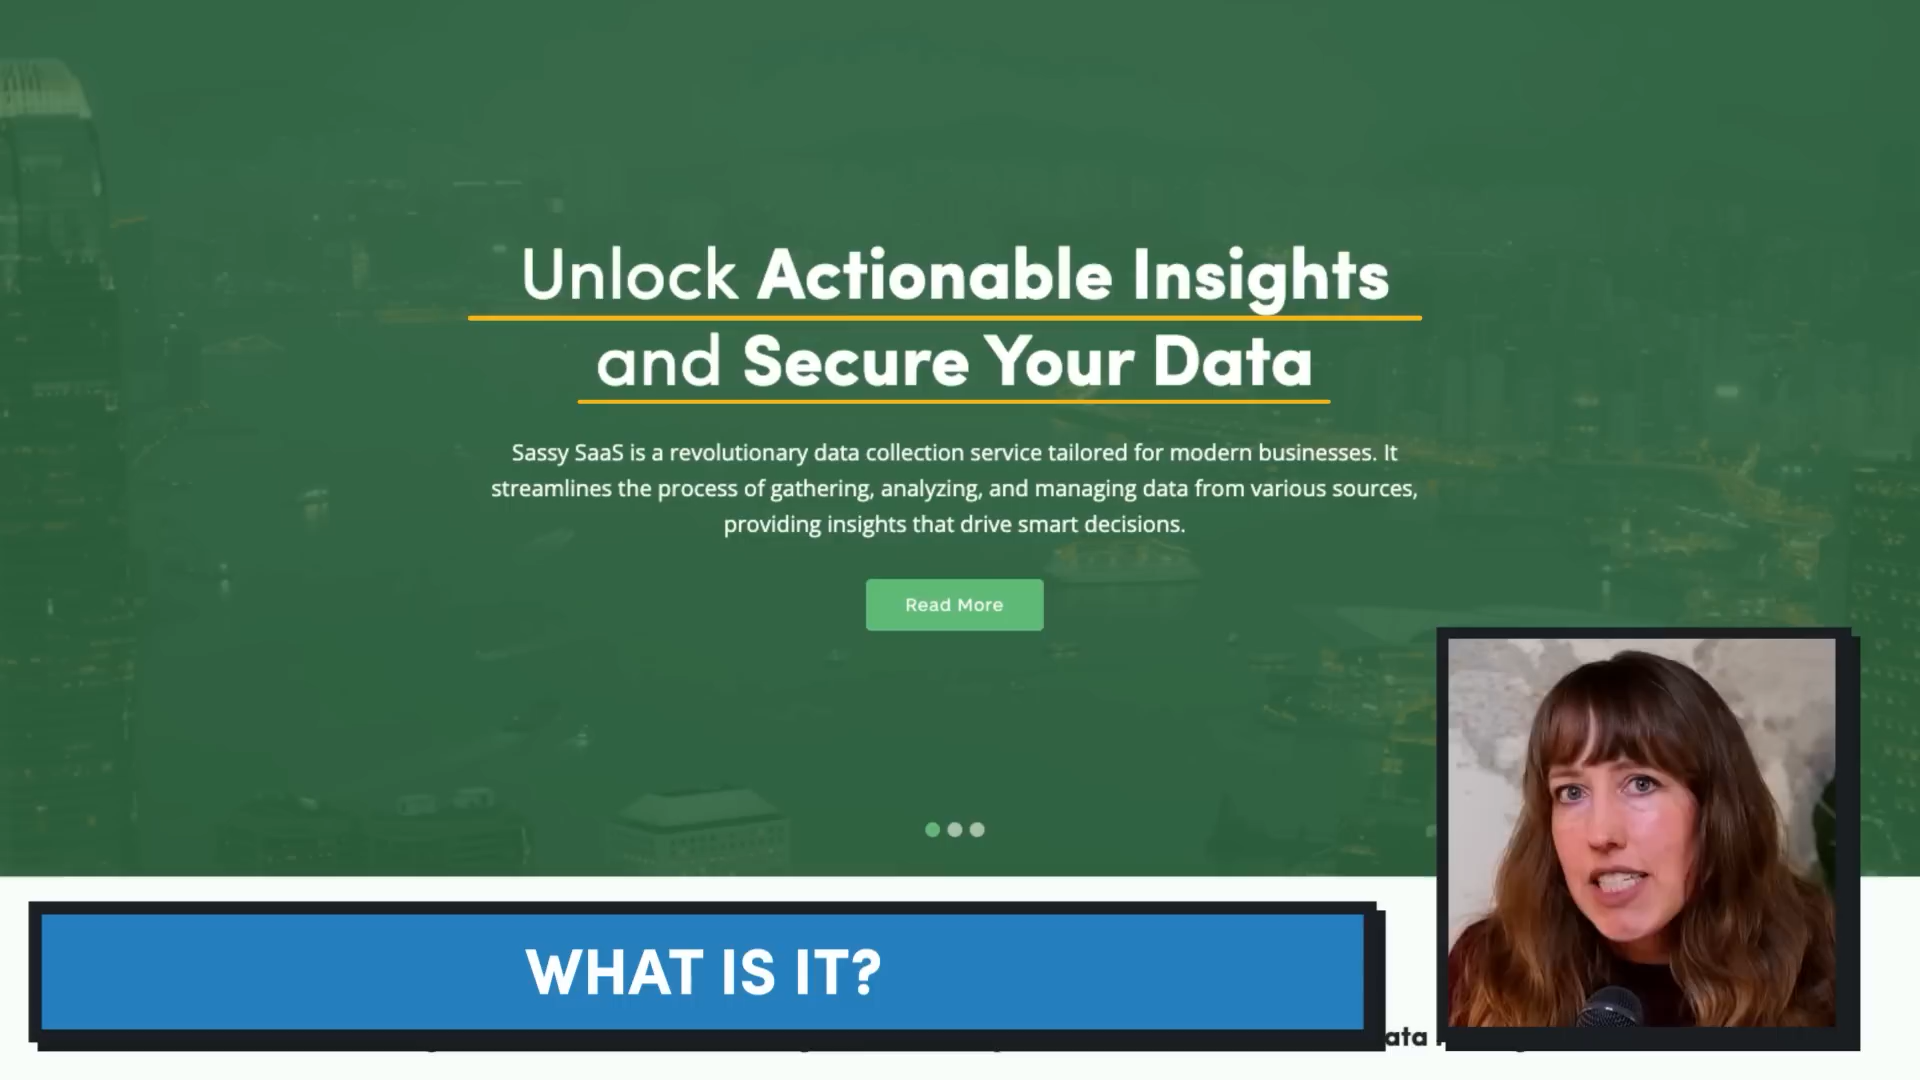 Unlock Actionable Insights
and Secure Your Data
Sassy SaaS is a revolutionary data collection service tailored for modern businesses. It
streamlines the process of gathering, analyzing, and managing data from various sources,
providing insights that drive smart decisions.
Read More
WHAT IS IT?